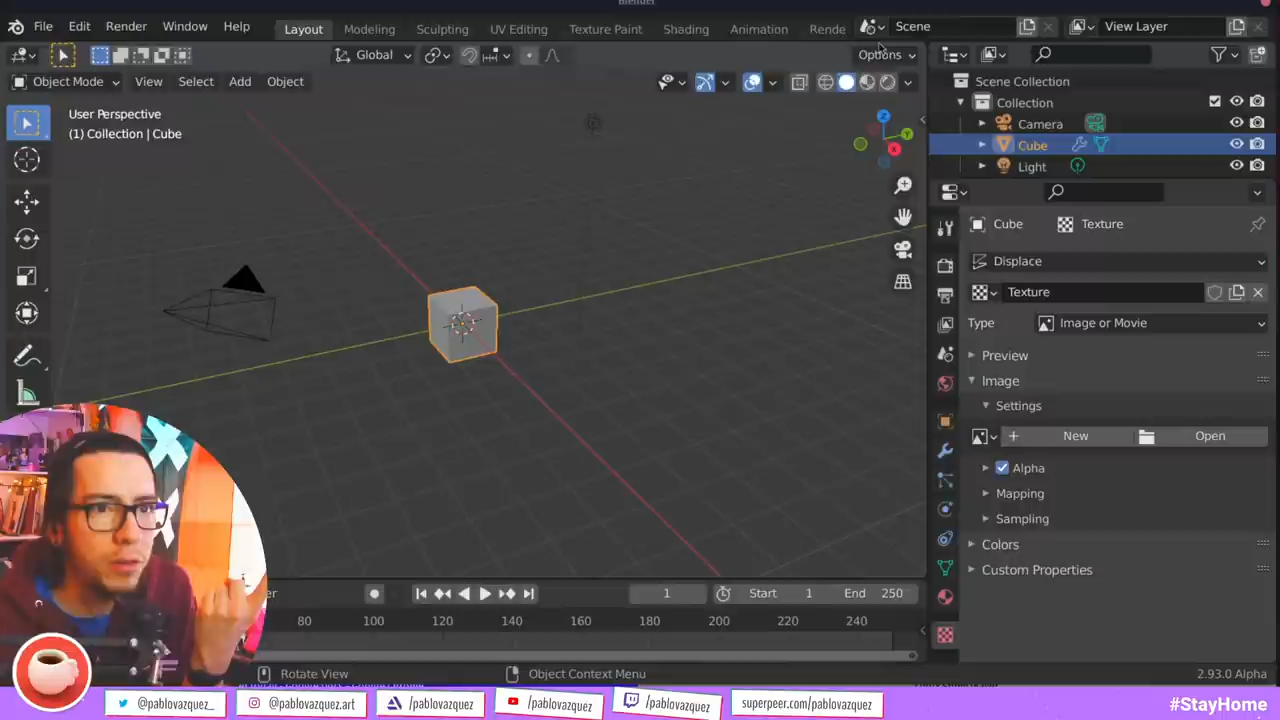 Blender
File Edit Render Window Help Layout Modeling Sculpting UV Editing Texture Paint Shading Animation Rende Scene View Layer
Global Options
Object Mode View Select Add Object
User Perspective
(1) Collection | Cube
Y
X
Z
Scene Collection
Collection
Camera
Cube
Light
Cube Texture
Displace
Texture
Type Image or Movie
Preview
Image
Settings
New Open
Alpha
Mapping
Sampling
Colors
Custom Properties
er 1 Start 1 End 250
80 100 120 140 160 180 200 220 240
Rotate View Object Context Menu 2.93.0 Alpha
@pablovazquez_ @pablovazquez.art /pablovazquez /pablovazquez /pablovazquez superpeer.com/pablovazquez #StayHome